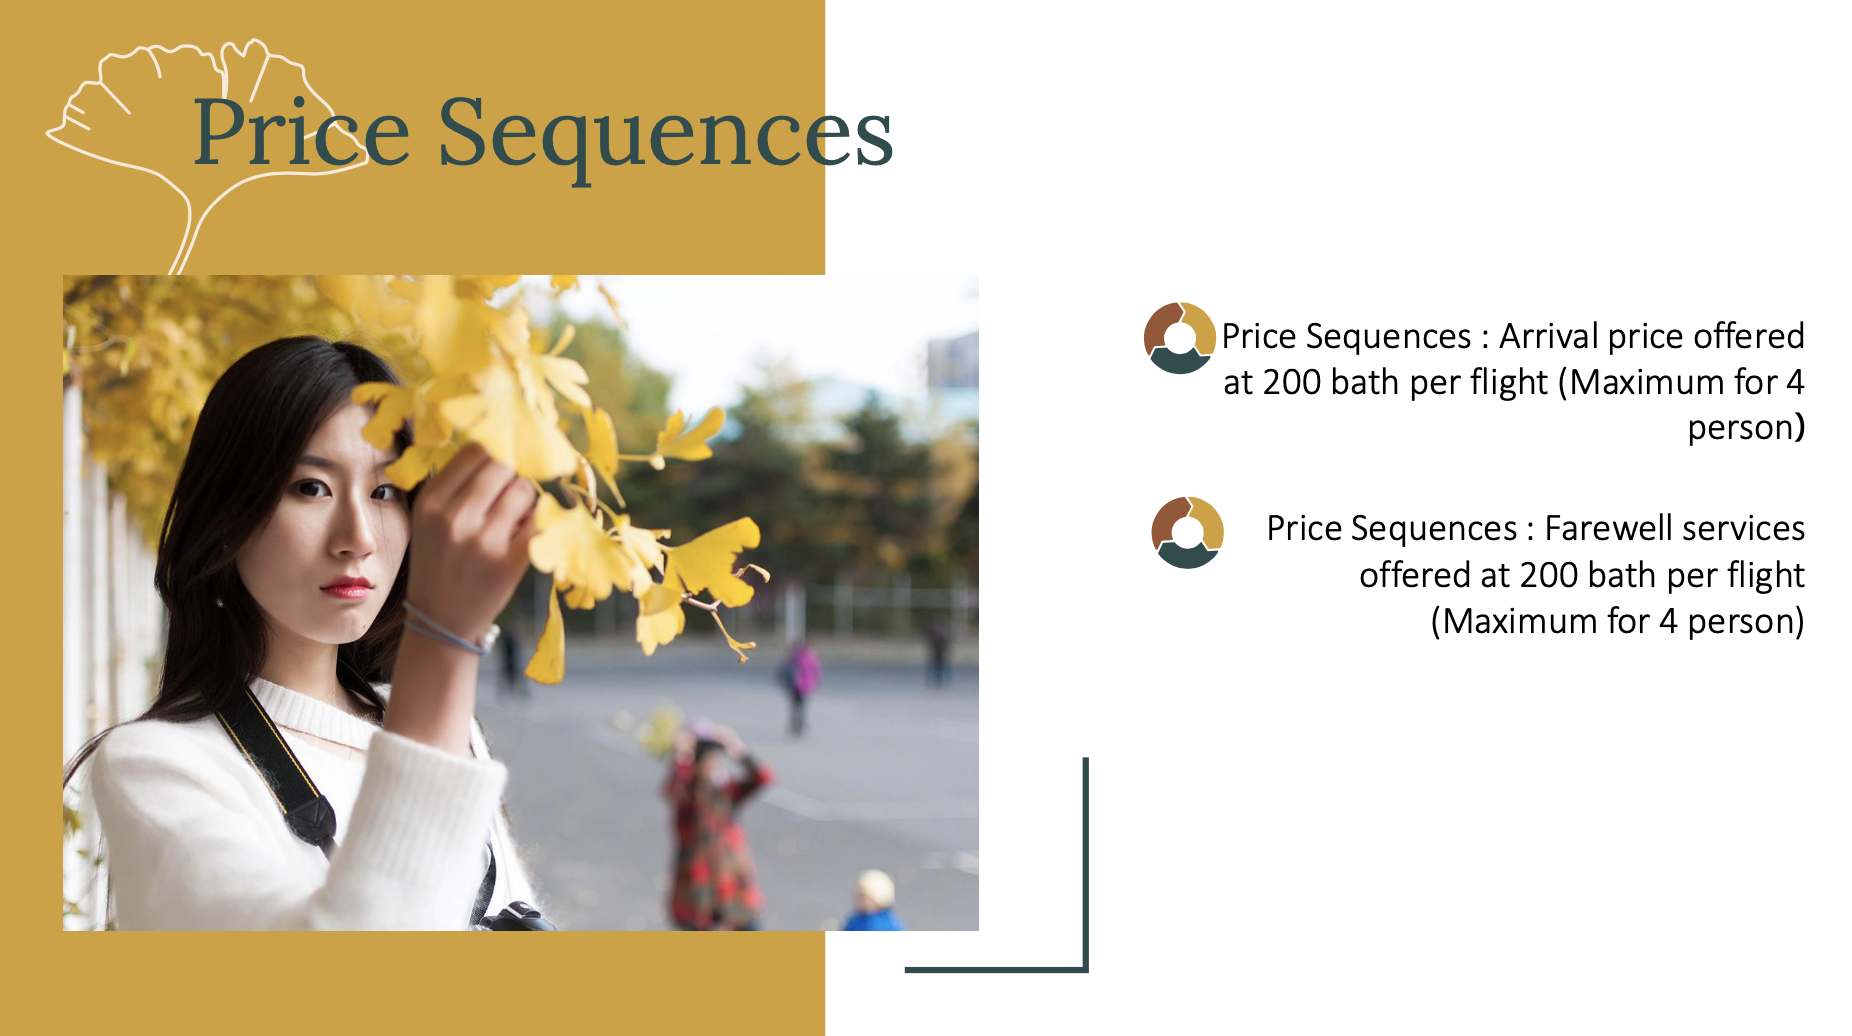 Price Sequences
Price Sequences : Arrival price offered
at 200 bath per flight (Maximum for 4
person)
Price Sequences : Farewell services
offered at 200 bath per flight
(Maximum for 4 person)